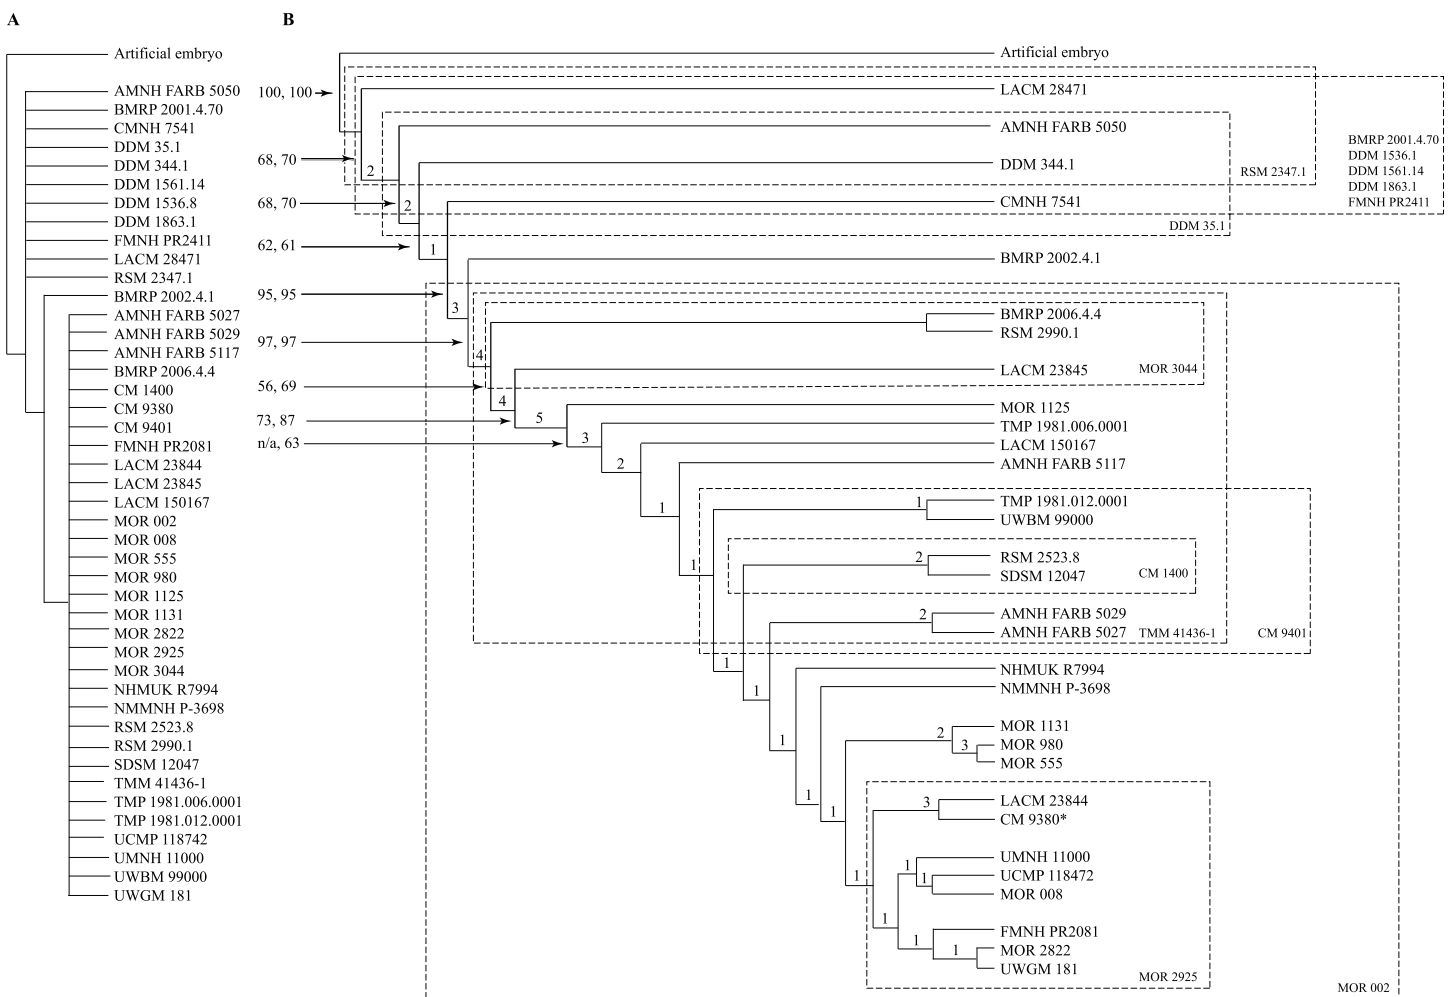 A
Artificial embryo
AMNH FARB 5050
BMRP 2001.4.70
CMNH 7541
DDM 35.1
DDM 344.1
DDM 1561.14
DDM 1536.8
DDM 1863.1
FMNH PR2411
LACM 28471
RSM 2347.1
BMRP 2002.4.1
AMNH FARB 5027
AMNH FARB 5029
AMNH FARB 5117
BMRP 2006.4.4
CM 1400
CM 9380
CM 9401
FMNH PR2081
LACM 23844
LACM 23845
LACM 150167
MOR 002
MOR 008
MOR 555
MOR 980
MOR 1125
MOR 1131
MOR 2822
MOR 2925
MOR 3044
NHMUK R7994
NMMNH P-3698
RSM 2523.8
RSM 2990.1
SDSM 12047
TMM 41436-1
TMP 1981.006.0001
TMP 1981.012.0001
UCMP 118742
UMNH 11000
UWBM 99000
UWGM 181
B
100, 100
68, 70
68, 70
62, 61
95, 95
97, 97
56, 69
73, 87
n/a, 63
2
2
1
3
4
4
5
3
2
1
1
1
2
2
1
1
1
1
1
2
3
3
1
1
1
1
1
1
Artificial embryo
LACM 28471
AMNH FARB 5050
DDM 344.1
CMNH 7541
BMRP 2002.4.1
BMRP 2006.4.4
RSM 2990.1
LACM 23845
MOR 1125
TMP 1981.006.0001
LACM 150167
AMNH FARB 5117
TMP 1981.012.0001
UWBM 99000
RSM 2523.8
SDSM 12047
AMNH FARB 5029
AMNH FARB 5027
NHMUK R7994
NMMNH P-3698
MOR 1131
MOR 980
MOR 555
LACM 23844
CM 9380*
UMNH 11000
UCMP 118472
MOR 008
FMNH PR2081
MOR 2822
UWGM 181
RSM 2347.1
BMRP 2001.4.70
DDM 1536.1
DDM 1561.14
DDM 1863.1
FMNH PR2411
DDM 35.1
MOR 3044
CM 1400
TMM 41436-1
CM 9401
MOR 2925
MOR 002